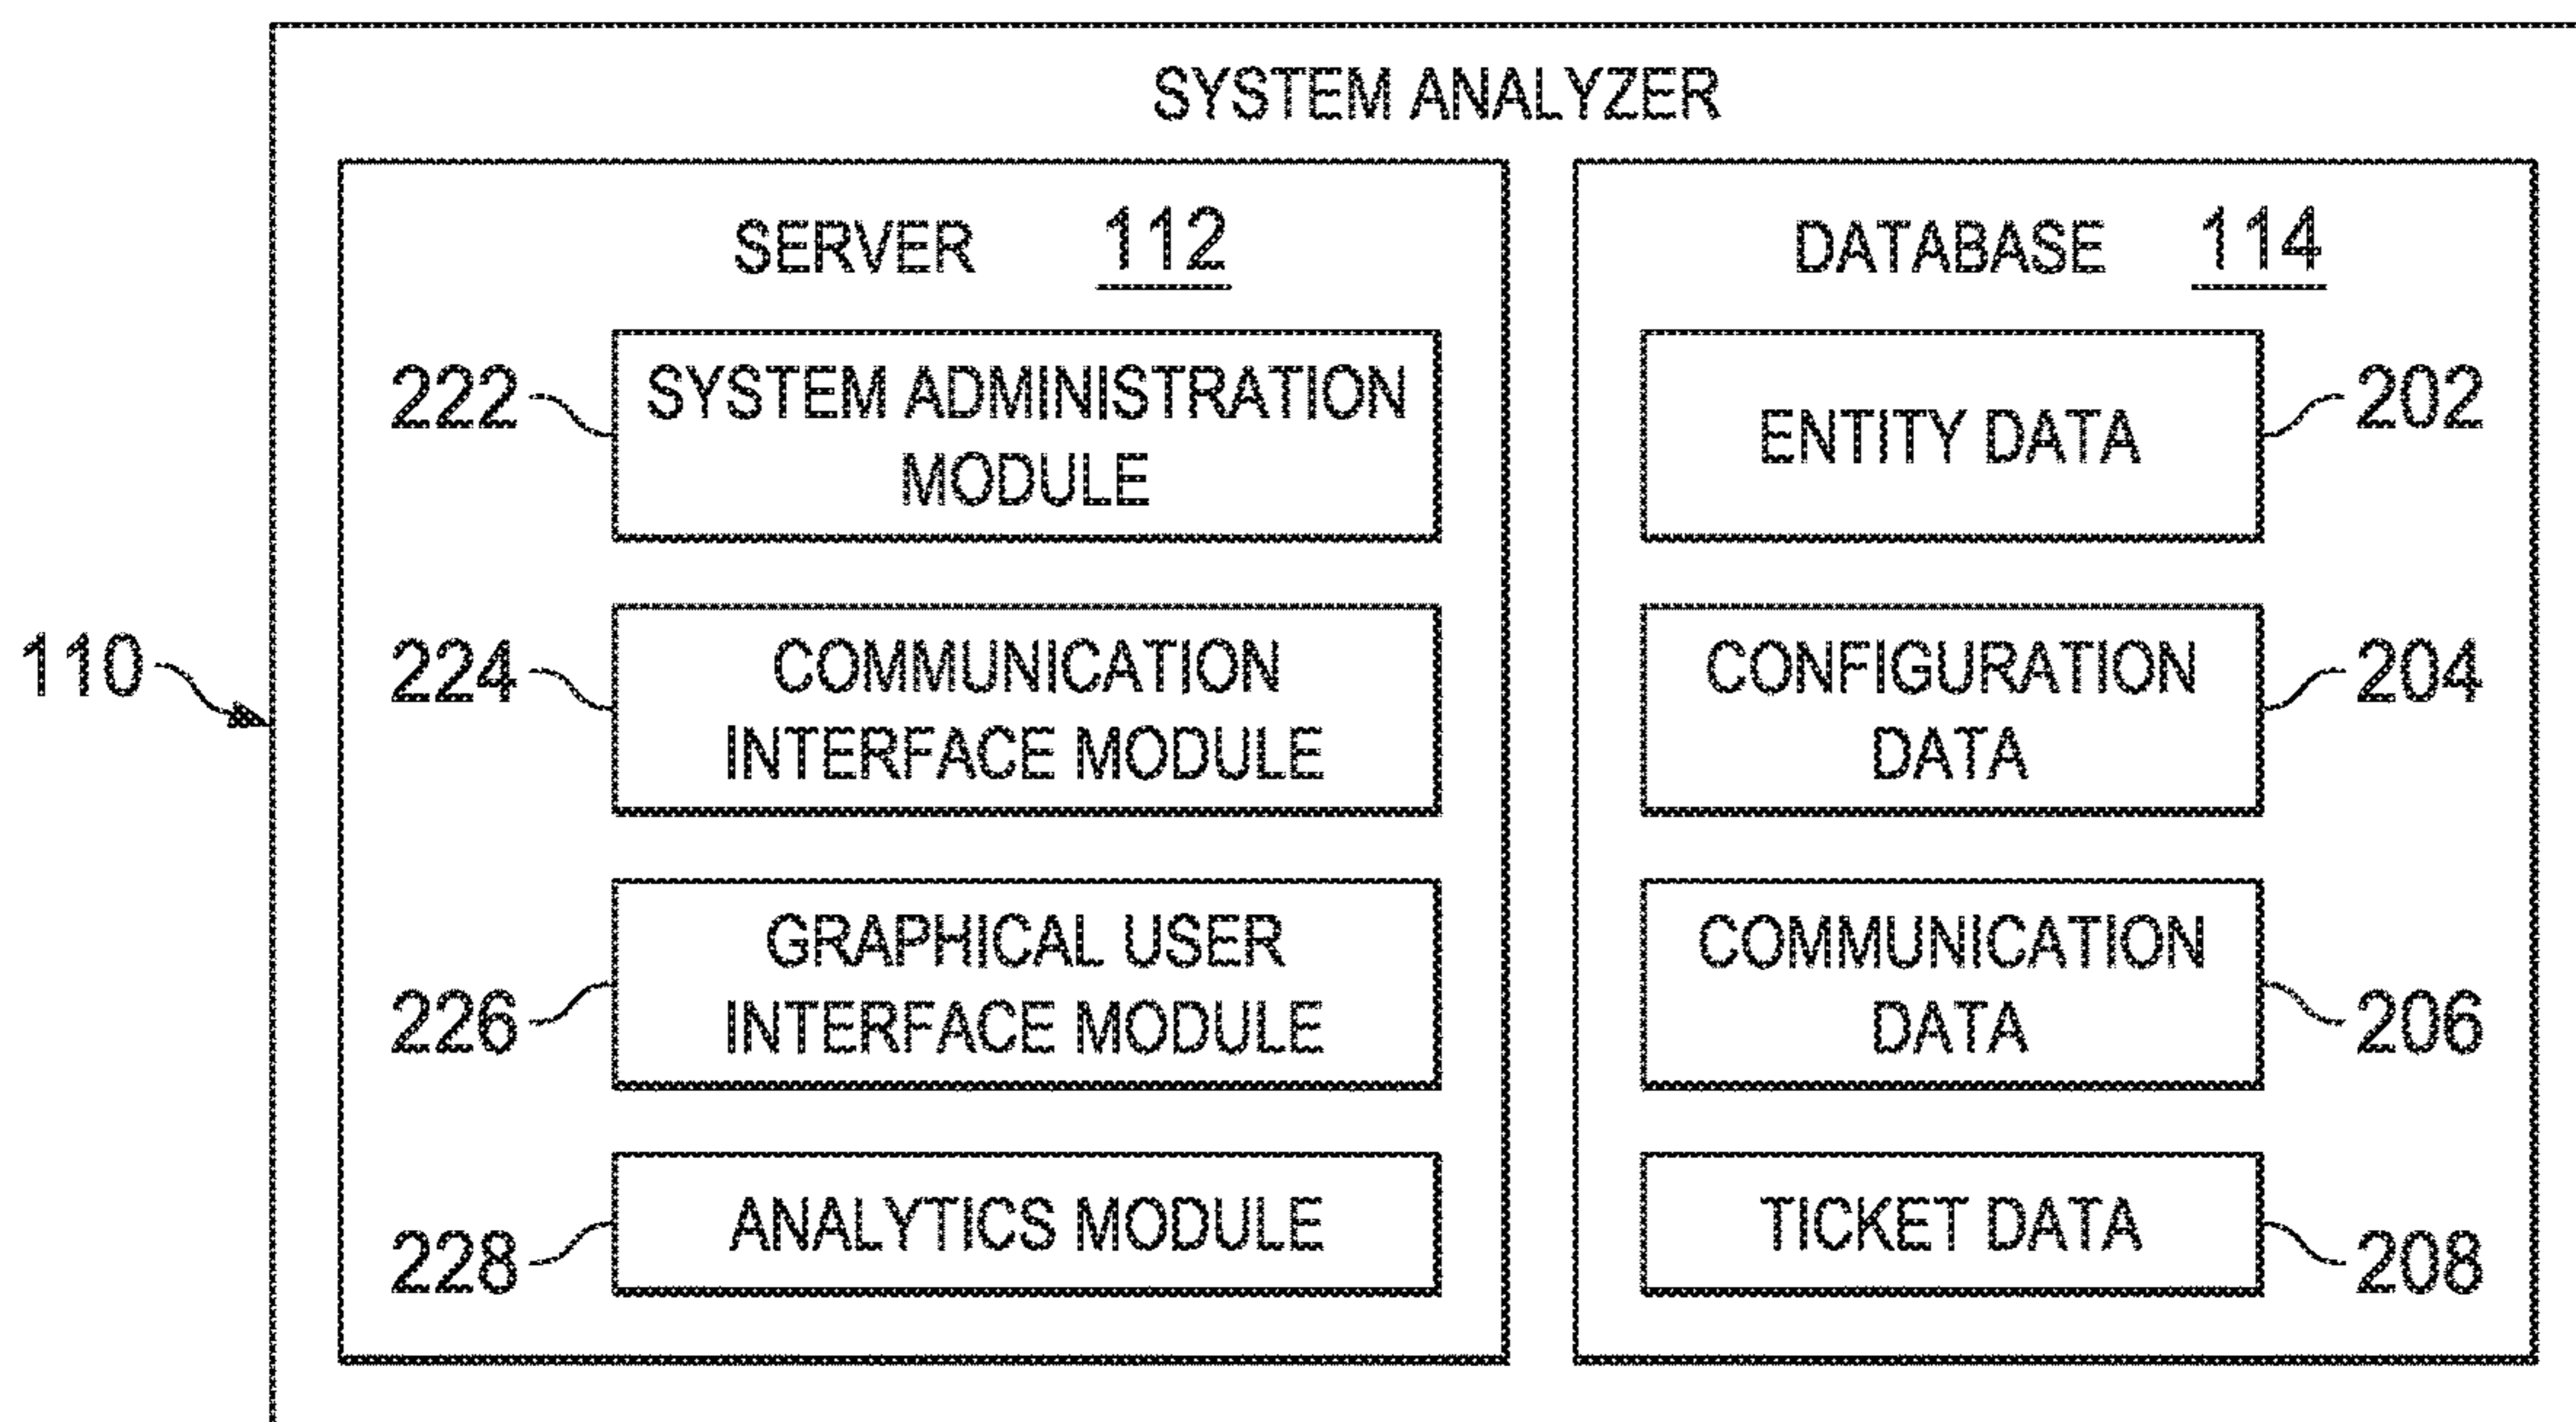 SYSTEM ANALYZER
SERVER 112
222
SYSTEM ADMINISTRATION
MODULE
110
224
COMMUNICATION
INTERFACE MODULE
226
GRAPHICAL USER
INTERFACE MODULE
228
ANALYTICS MODULE
DATABASE 114
ENTITY DATA
202
CONFIGURATION
DATA
204
COMMUNICATION
DATA
206
TICKET DATA
208